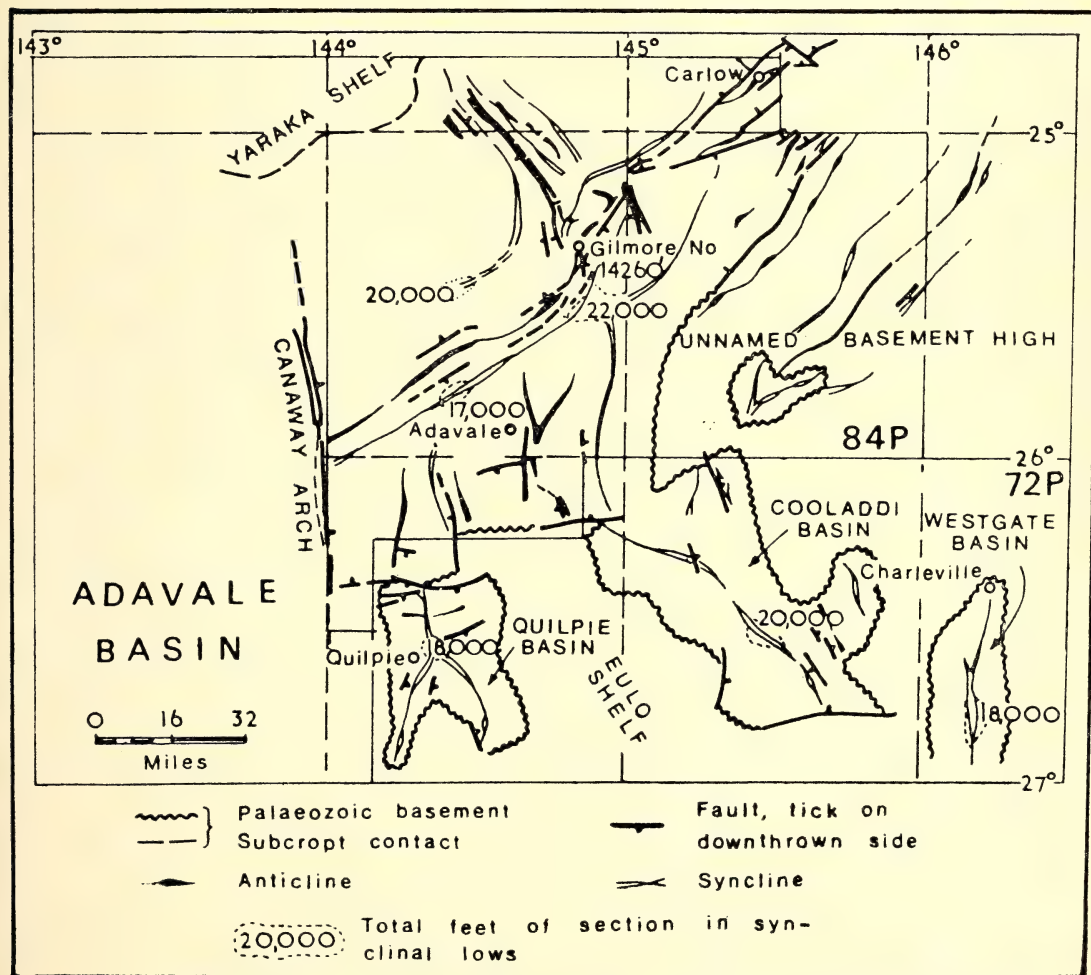 143°
144°
145°
146°
Carlow
YARAKA SHELF
25°
Gilmore No
14260
20,000
22,000
UNNAMED BASEMENT HIGH
CANAWAY ARCH
17,000
Adavale
84P
26°
72P
COOLADDI
BASIN
WESTGATE
BASIN
Charleville
ADAVALE
BASIN
QUILPIE
BASIN
Quilpie
8,000
20,000
EULO
SHELF
18,000
0 16 32
Miles
27°
Palaeozoic basement
Subcropt contact
Fault, tick on
downthrown side
Anticline
Syncline
20,000
Total feet of section in syn-
clinal lows